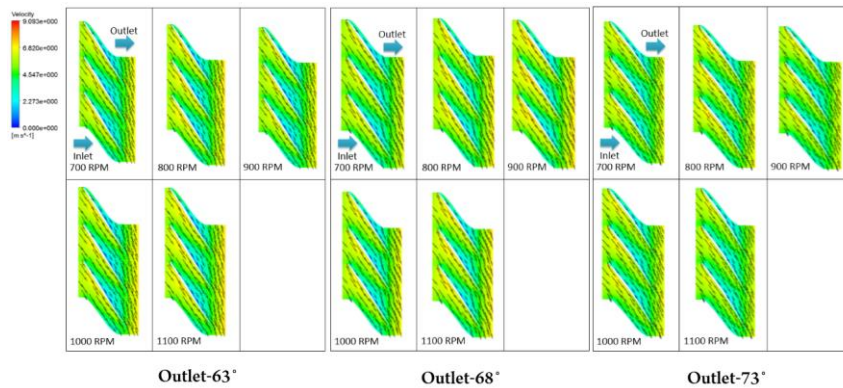 Velocity
9.093e+000
6.820e+000
4.547e+000
2.273e+000
0.000e+000
[m s^-1]
Outlet
Inlet
700 RPM
800 RPM
900 RPM
1000 RPM
1100 RPM
Outlet-63°
Outlet
Inlet
700 RPM
800 RPM
900 RPM
1000 RPM
1100 RPM
Outlet-68°
Outlet
Inlet
700 RPM
800 RPM
900 RPM
1000 RPM
1100 RPM
Outlet-73°